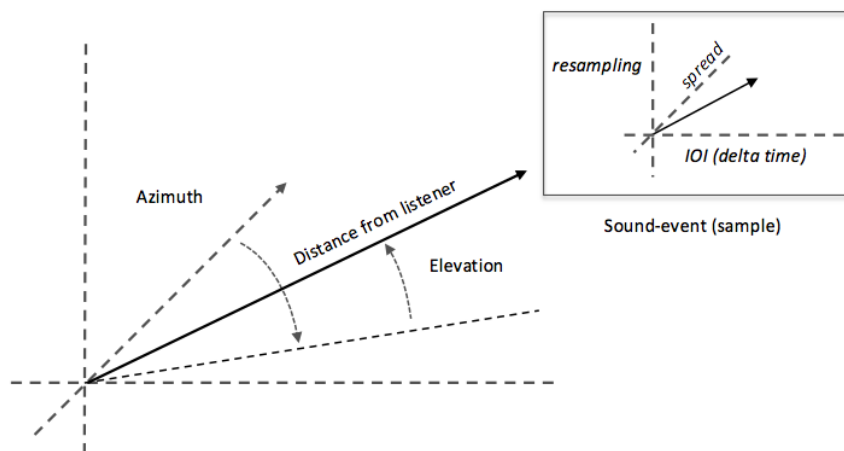 resampling
spread
IOI (delta time)
Sound-event (sample)
Azimuth
Distance from listener
Elevation